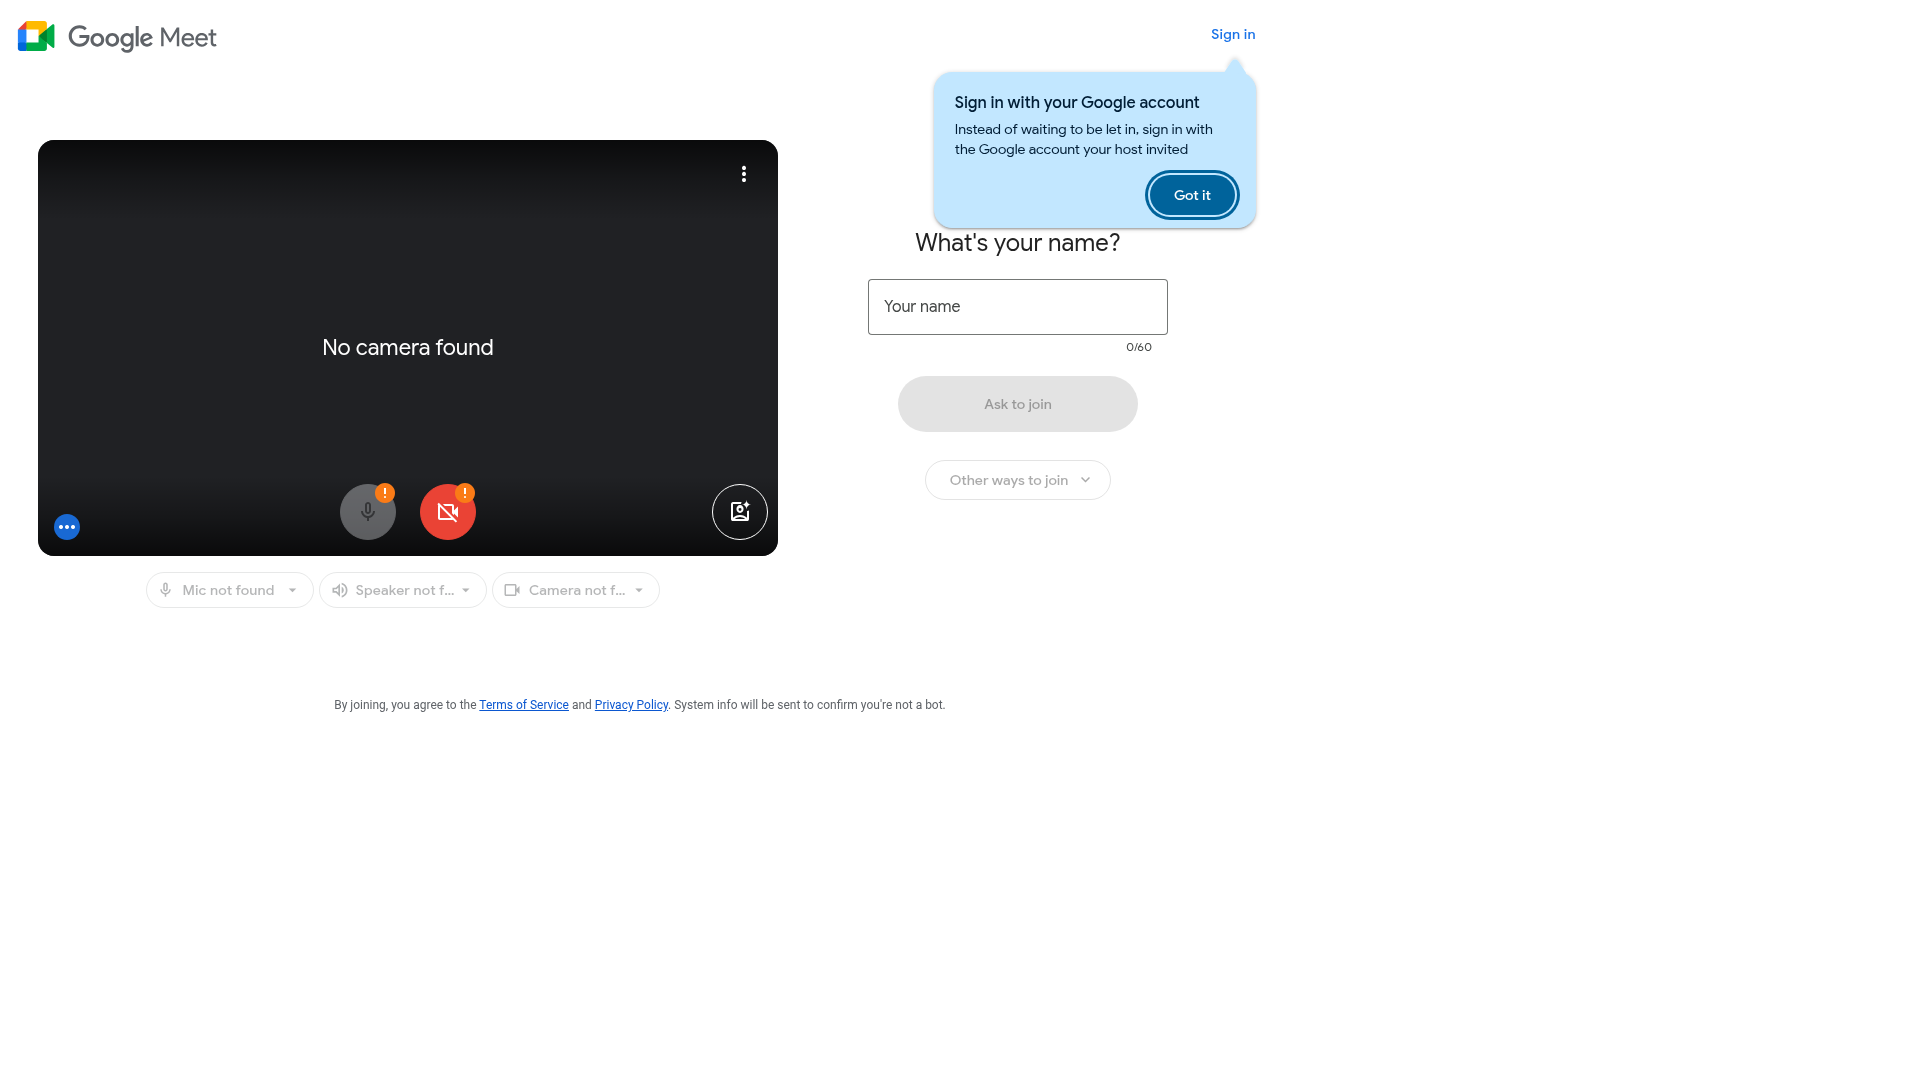 Google Meet
Sign in
Sign in with your Google account
Instead of waiting to be let in, sign in with
the Google account your host invited
Got it
What's your name?
Your name
0/60
Ask to join
Other ways to join
No camera found
Mic not found
Speaker not f...
Camera not f...
By joining, you agree to the Terms of Service and Privacy Policy. System info will be sent to confirm you're not a bot.